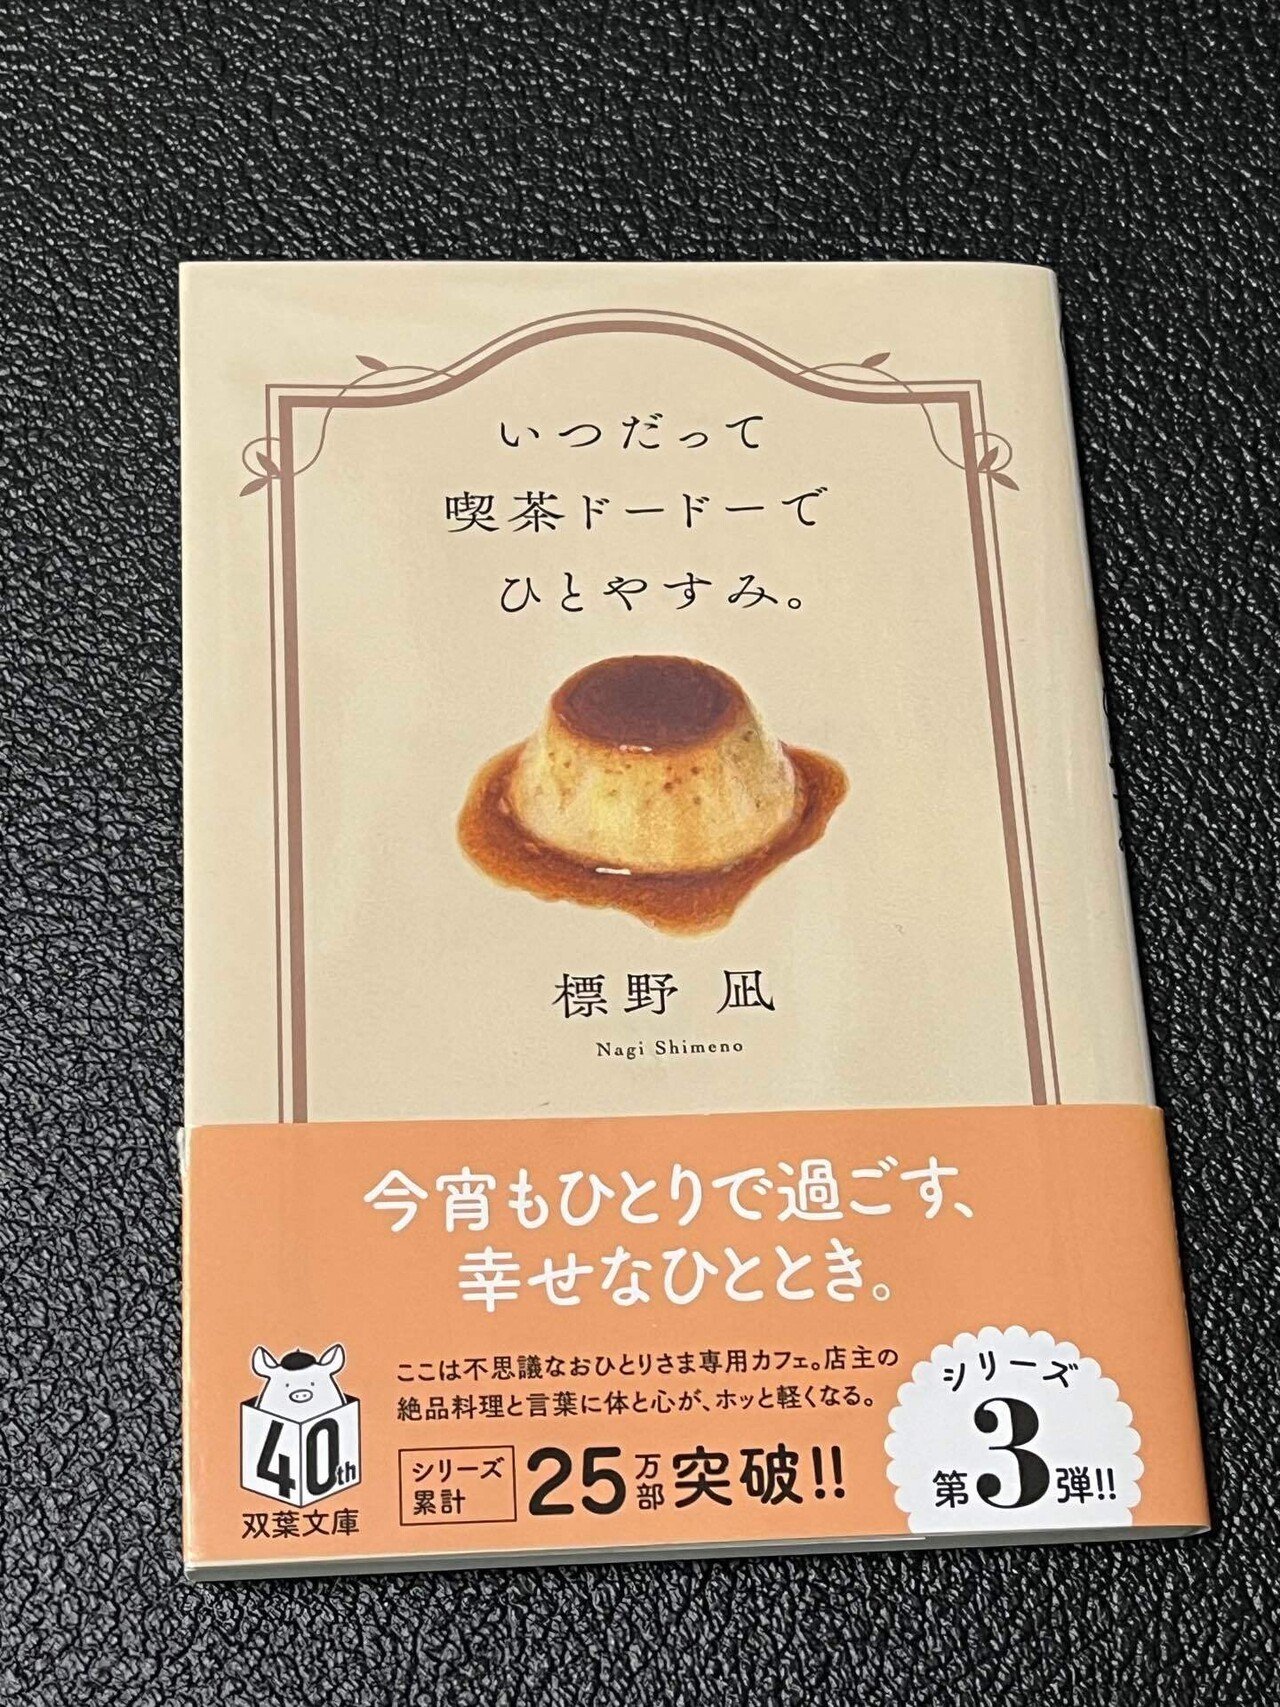 いつだって
喫茶ドードーで
ひとやすみ。
標野 凪
Nagi Shimeno
今宵もひとりで過ごす、
幸せなひととき。
ここは不思議なおひとりさま専用カフェ。店主の
絶品料理と言葉に体と心が、ホッと軽くなる。
シリーズ
累計
25万部突破!!
シリーズ
第3弾!!
40th
双葉文庫